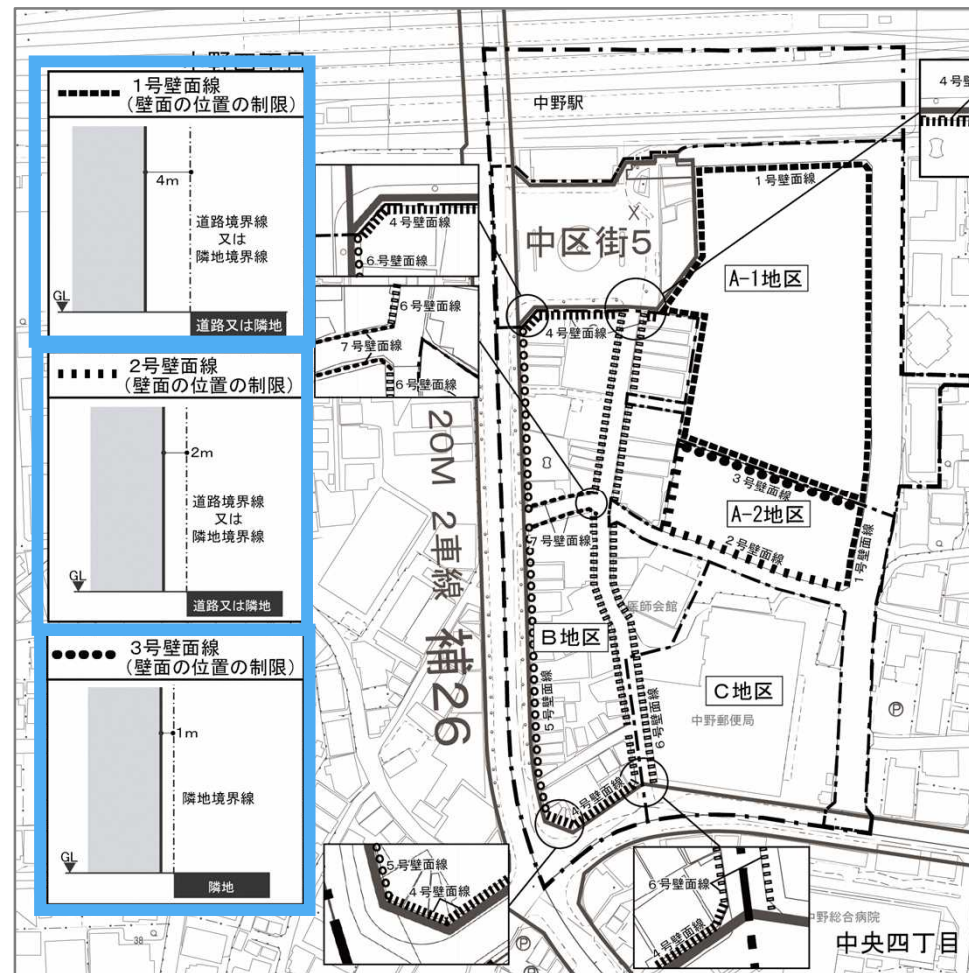 1号壁面線
(壁面の位置の制限)
4m
道路境界線
又は
隣地境界線
GL
道路又は隣地
2号壁面線
(壁面の位置の制限)
2m
道路境界線
又は
隣地境界線
GL
道路又は隣地
3号壁面線
(壁面の位置の制限)
1m
隣地境界線
GL
隣地
中野駅
4号壁
1号壁面線
4号壁面線
6号壁面線
中区街5
A-1地区
6号壁面線
7号壁面線
6号壁面線
4号壁面線
20M 2車線 補26
3号壁面線
A-2地区
7号壁面線
2号壁面線
1号壁面線
医師会館
B地区
C地区
5号壁面線
6号壁面線
中野郵便局
P
4号壁面線
5号壁面線
4号壁面線
6号壁面線
4号壁面線
中野総合病院
中央四丁目
38
P
P